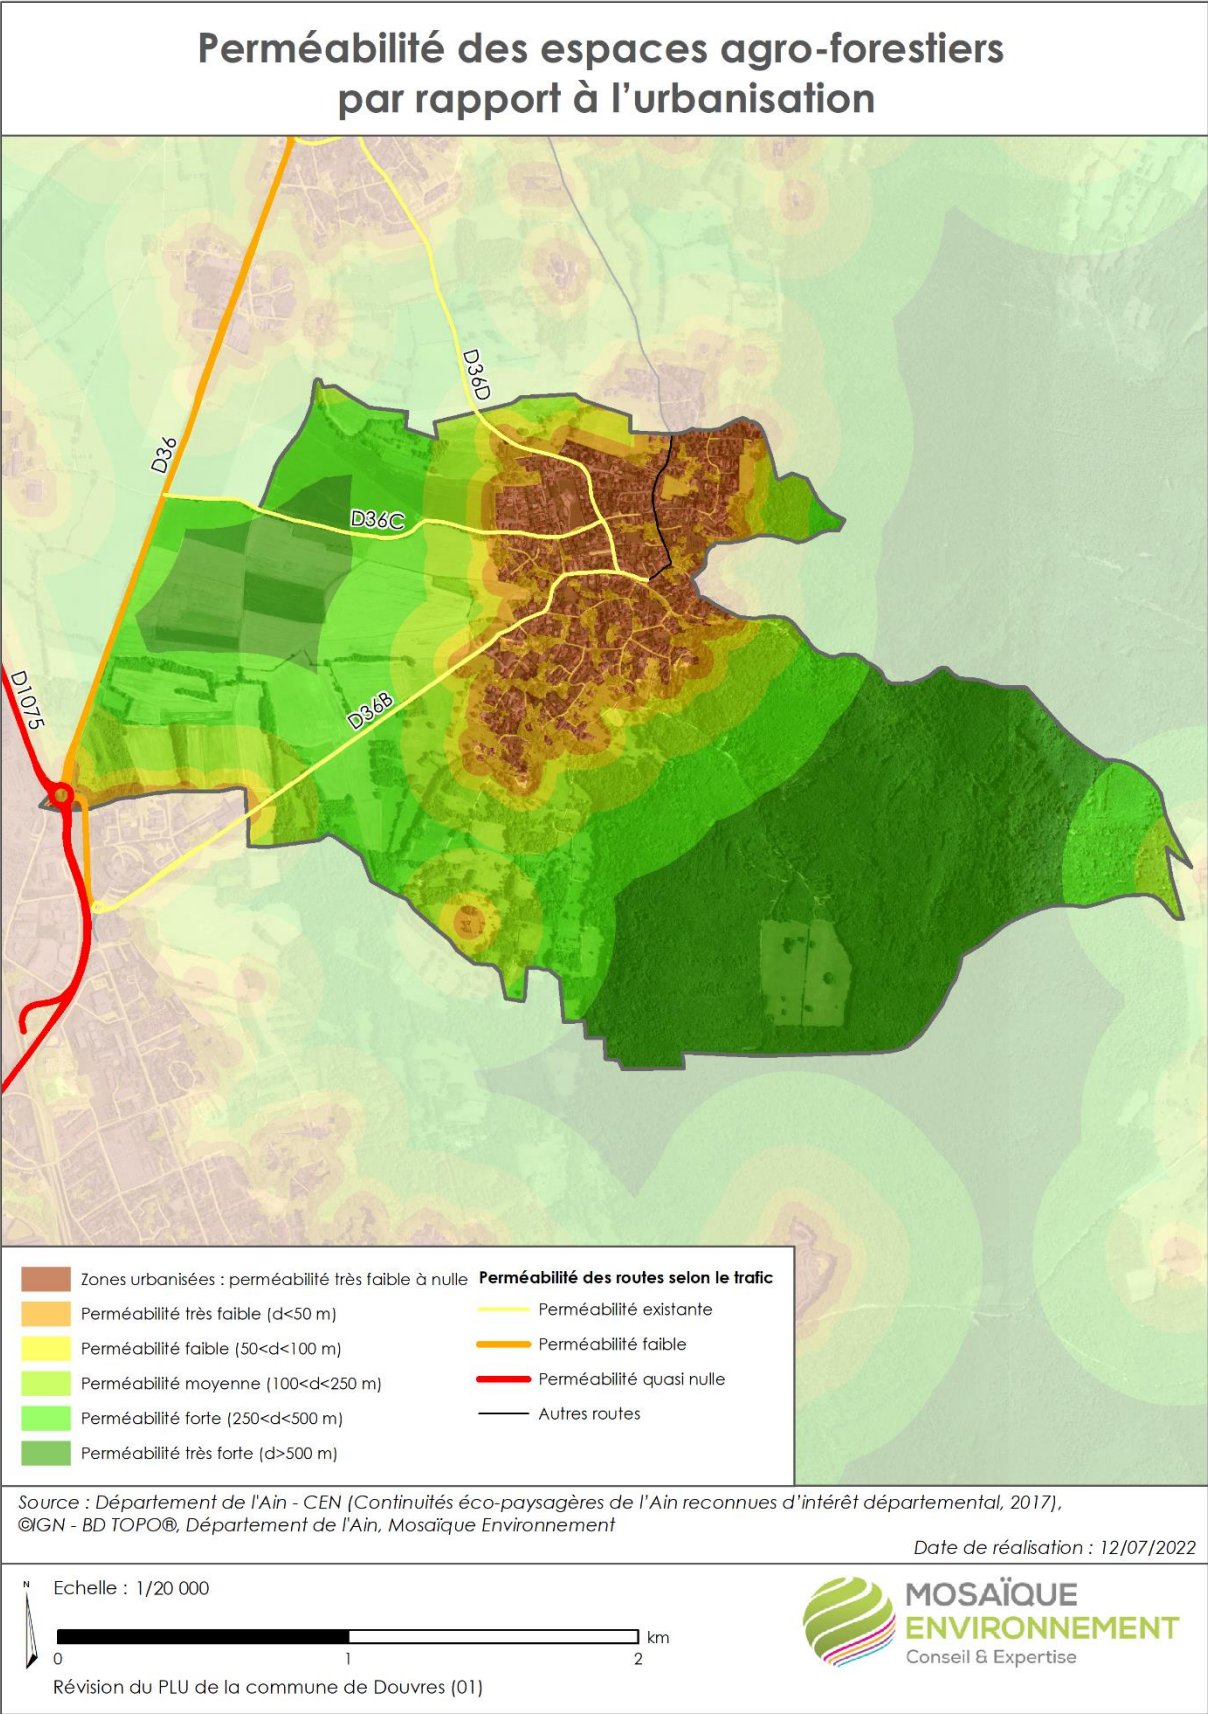 Perméabilité des espaces agro-forestiers
par rapport à l'urbanisation
D36D
D36
D36C
D1075
D36B
Zones urbanisées : perméabilité très faible à nulle
Perméabilité très faible (d<50 m)
Perméabilité faible (50<d<100 m)
Perméabilité moyenne (100<d<250 m)
Perméabilité forte (250<d<500 m)
Perméabilité très forte (d>500 m)
Perméabilité des routes selon le trafic
Perméabilité existante
Perméabilité faible
Perméabilité quasi nulle
Autres routes
Source : Département de l'Ain - CEN (Continuités éco-paysagères de l'Ain reconnues d'intérêt départemental, 2017),
©IGN - BD TOPO®, Département de l'Ain, Mosaïque Environnement
Date de réalisation : 12/07/2022
N
Echelle : 1/20 000
km
0 1 2
Révision du PLU de la commune de Douvres (01)
MOSAÏQUE
ENVIRONNEMENT
Conseil & Expertise